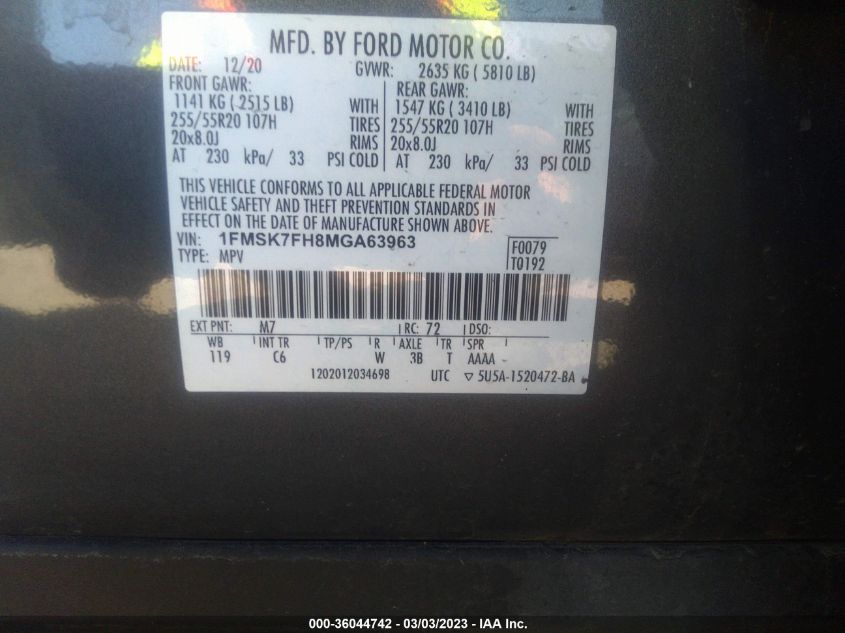 MFD. BY FORD MOTOR CO.
DATE: 12/20 GVWR: 2635 KG ( 5810 LB)
FRONT GAWR: REAR GAWR:
1141 KG ( 2515 LB) WITH 1547 KG ( 3410 LB) WITH
255/55R20 107H TIRES 255/55R20 107H TIRES
20x8.0J RIMS 20x8.0J RIMS
AT 230 kPa/ 33 PSI COLD AT 230 kPa/ 33 PSI COLD
THIS VEHICLE CONFORMS TO ALL APPLICABLE FEDERAL MOTOR
VEHICLE SAFETY AND THEFT PREVENTION STANDARDS IN
EFFECT ON THE DATE OF MANUFACTURE SHOWN ABOVE.
VIN: 1FMSK7FH8MGA63963 F0079
TYPE: MPV T0192
EXT PNT: M7 RC: 72 DSO:
WB INT TR TP/PS R AXLE TR SPR
119 C6 W 3B T AAAA
1202012034698 UTC ▽ 5U5A-1520472-BA
000-36044742 - 03/03/2023 - IAA Inc.